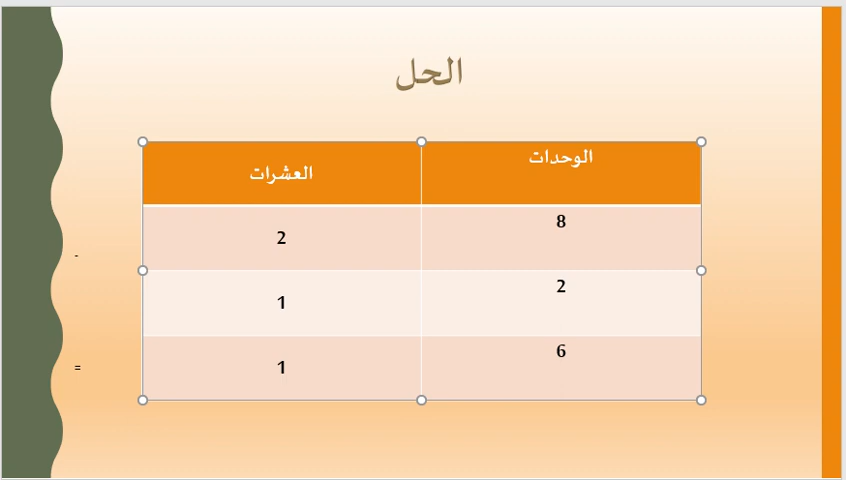 الحل
الوحدات العشرات
8 2
-
2 1
6 1
=